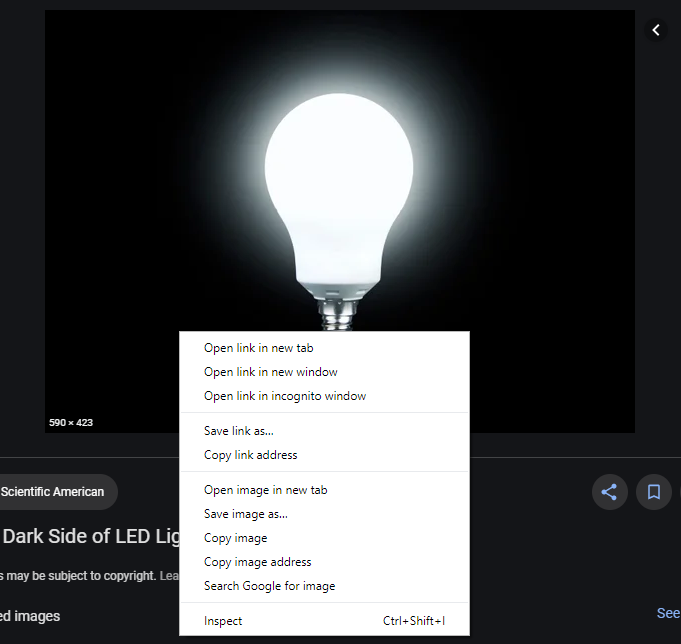 590 × 423
Open link in new tab
Open link in new window
Open link in incognito window
Save link as...
Copy link address
Open image in new tab
Save image as...
Copy image
Copy image address
Search Google for image
Inspect Ctrl+Shift+I
Scientific American
Dark Side of LED Lig
s may be subject to copyright. Lea
ed images
See